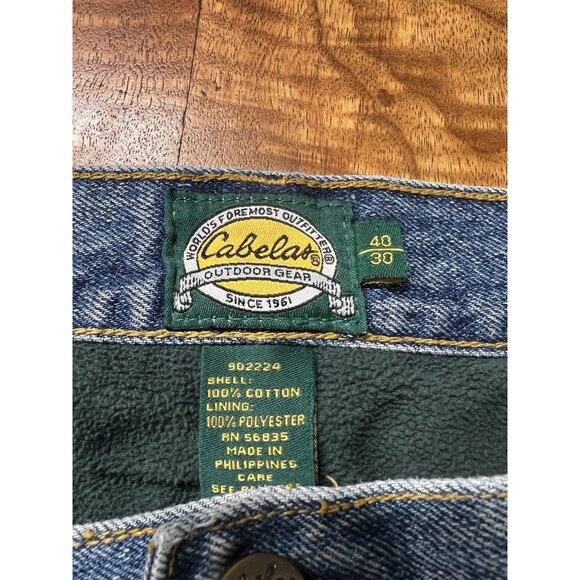 WORLD'S FOREMOST OUTFITTER®
Cabela's
OUTDOOR GEAR
SINCE 1961
40
30
902224
SHELL:
100% COTTON
LINING:
100% POLYESTER
RN 56835
MADE IN
PHILIPPINES
CARE
SEE